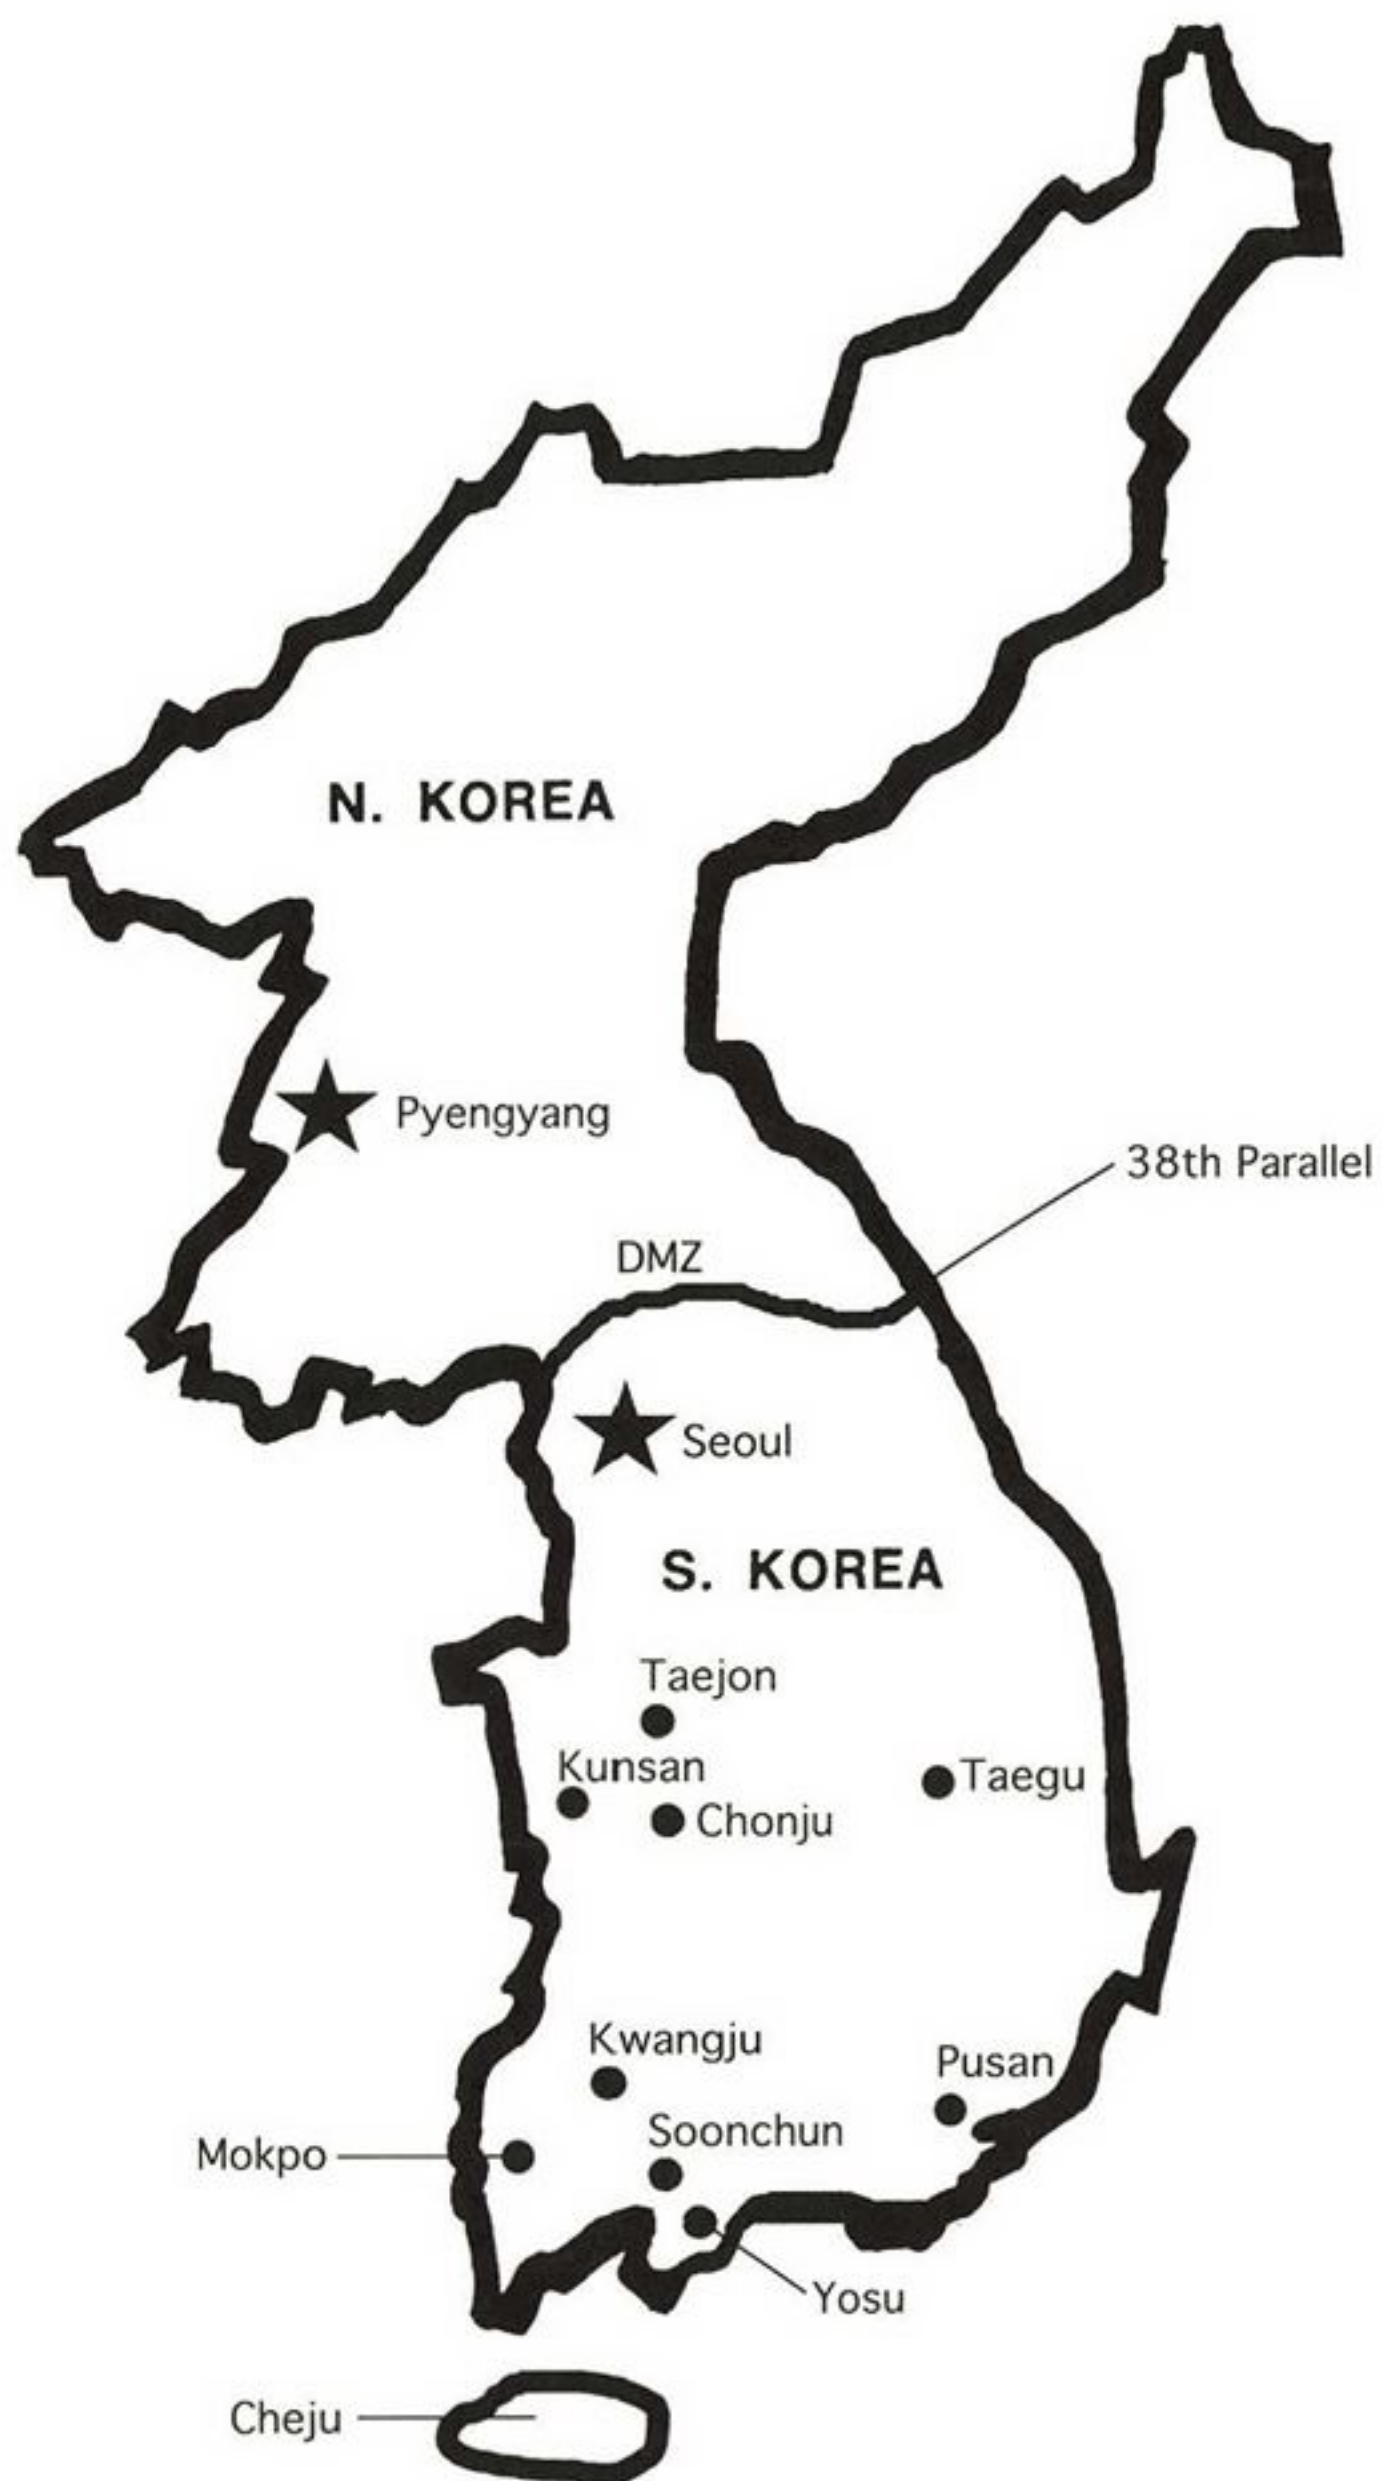 N. KOREA
Pyengyang
38th Parallel
DMZ
Seoul
S. KOREA
Taejon
Kunsan
Taegu
Chonju
Kwangju
Pusan
Soonchun
Mokpo
Yosu
Cheju